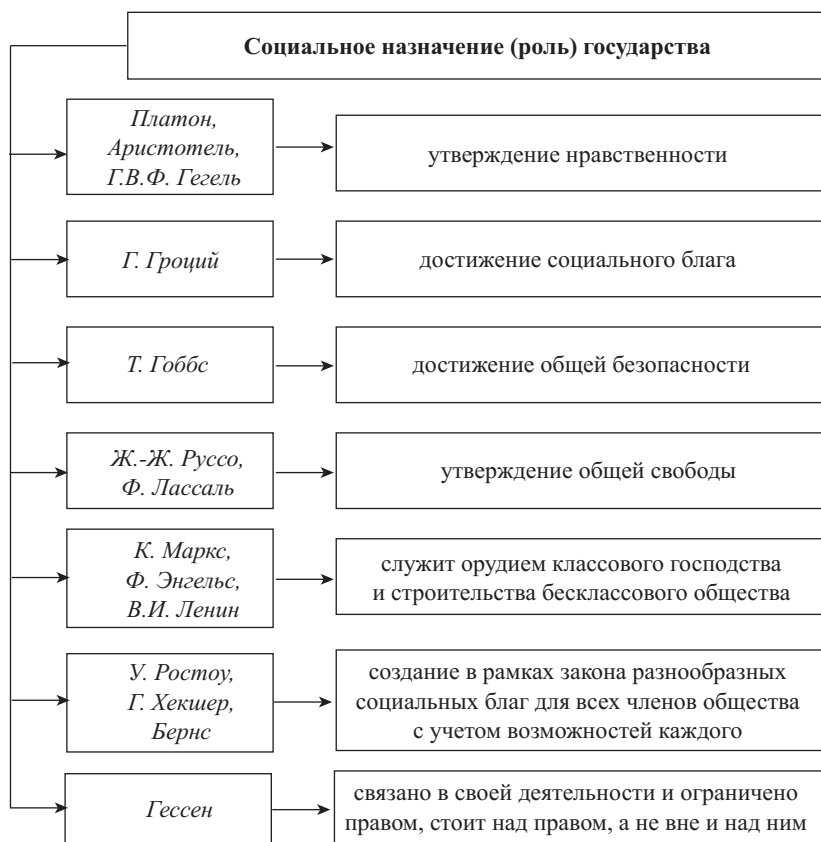 Социальное назначение (роль) государства
Платон,
Аристотель,
Г.В.Ф. Гегель
утверждение нравственности
Г. Гроций
достижение социального блага
Т. Гоббс
достижение общей безопасности
Ж.-Ж. Руссо,
Ф. Лассаль
утверждение общей свободы
К. Маркс,
Ф. Энгельс,
В.И. Ленин
служит орудием классового господства
и строительства бесклассового общества
У. Ростоу,
Г. Хекшер,
Бернс
создание в рамках закона разнообразных
социальных благ для всех членов общества
с учетом возможностей каждого
Гессен
связано в своей деятельности и ограничено
правом, стоит над правом, а не вне и над ним